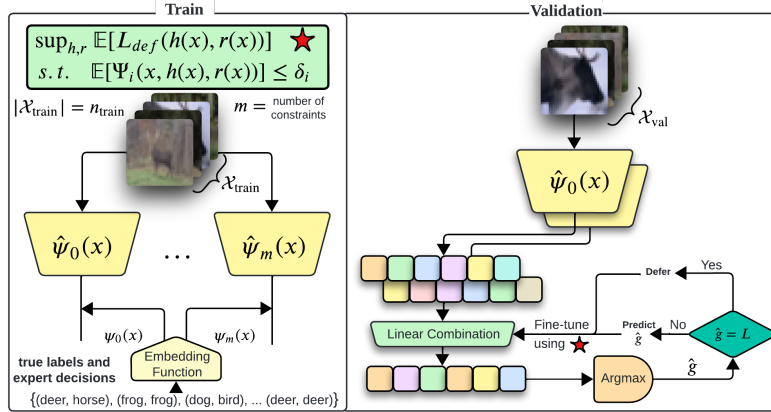 Train
sup_{h,r} 𝔼[L_{def}(h(x), r(x))]
s.t. 𝔼[Ψ_i(x, h(x), r(x))] ≤ δ_i
|𝒳_train| = n_train
m = number of constraints
𝒳_train
ψ̂_0(x)
...
ψ̂_m(x)
ψ_0(x)
ψ_m(x)
true labels and
expert decisions
Embedding
Function
{(deer, horse), (frog, frog), (dog, bird), ... (deer, deer)}
Validation
𝒳_val
ψ̂_0(x)
Linear Combination
Fine-tune
using
Defer
Yes
Predict
ĝ
No
ĝ = L
Argmax
ĝ